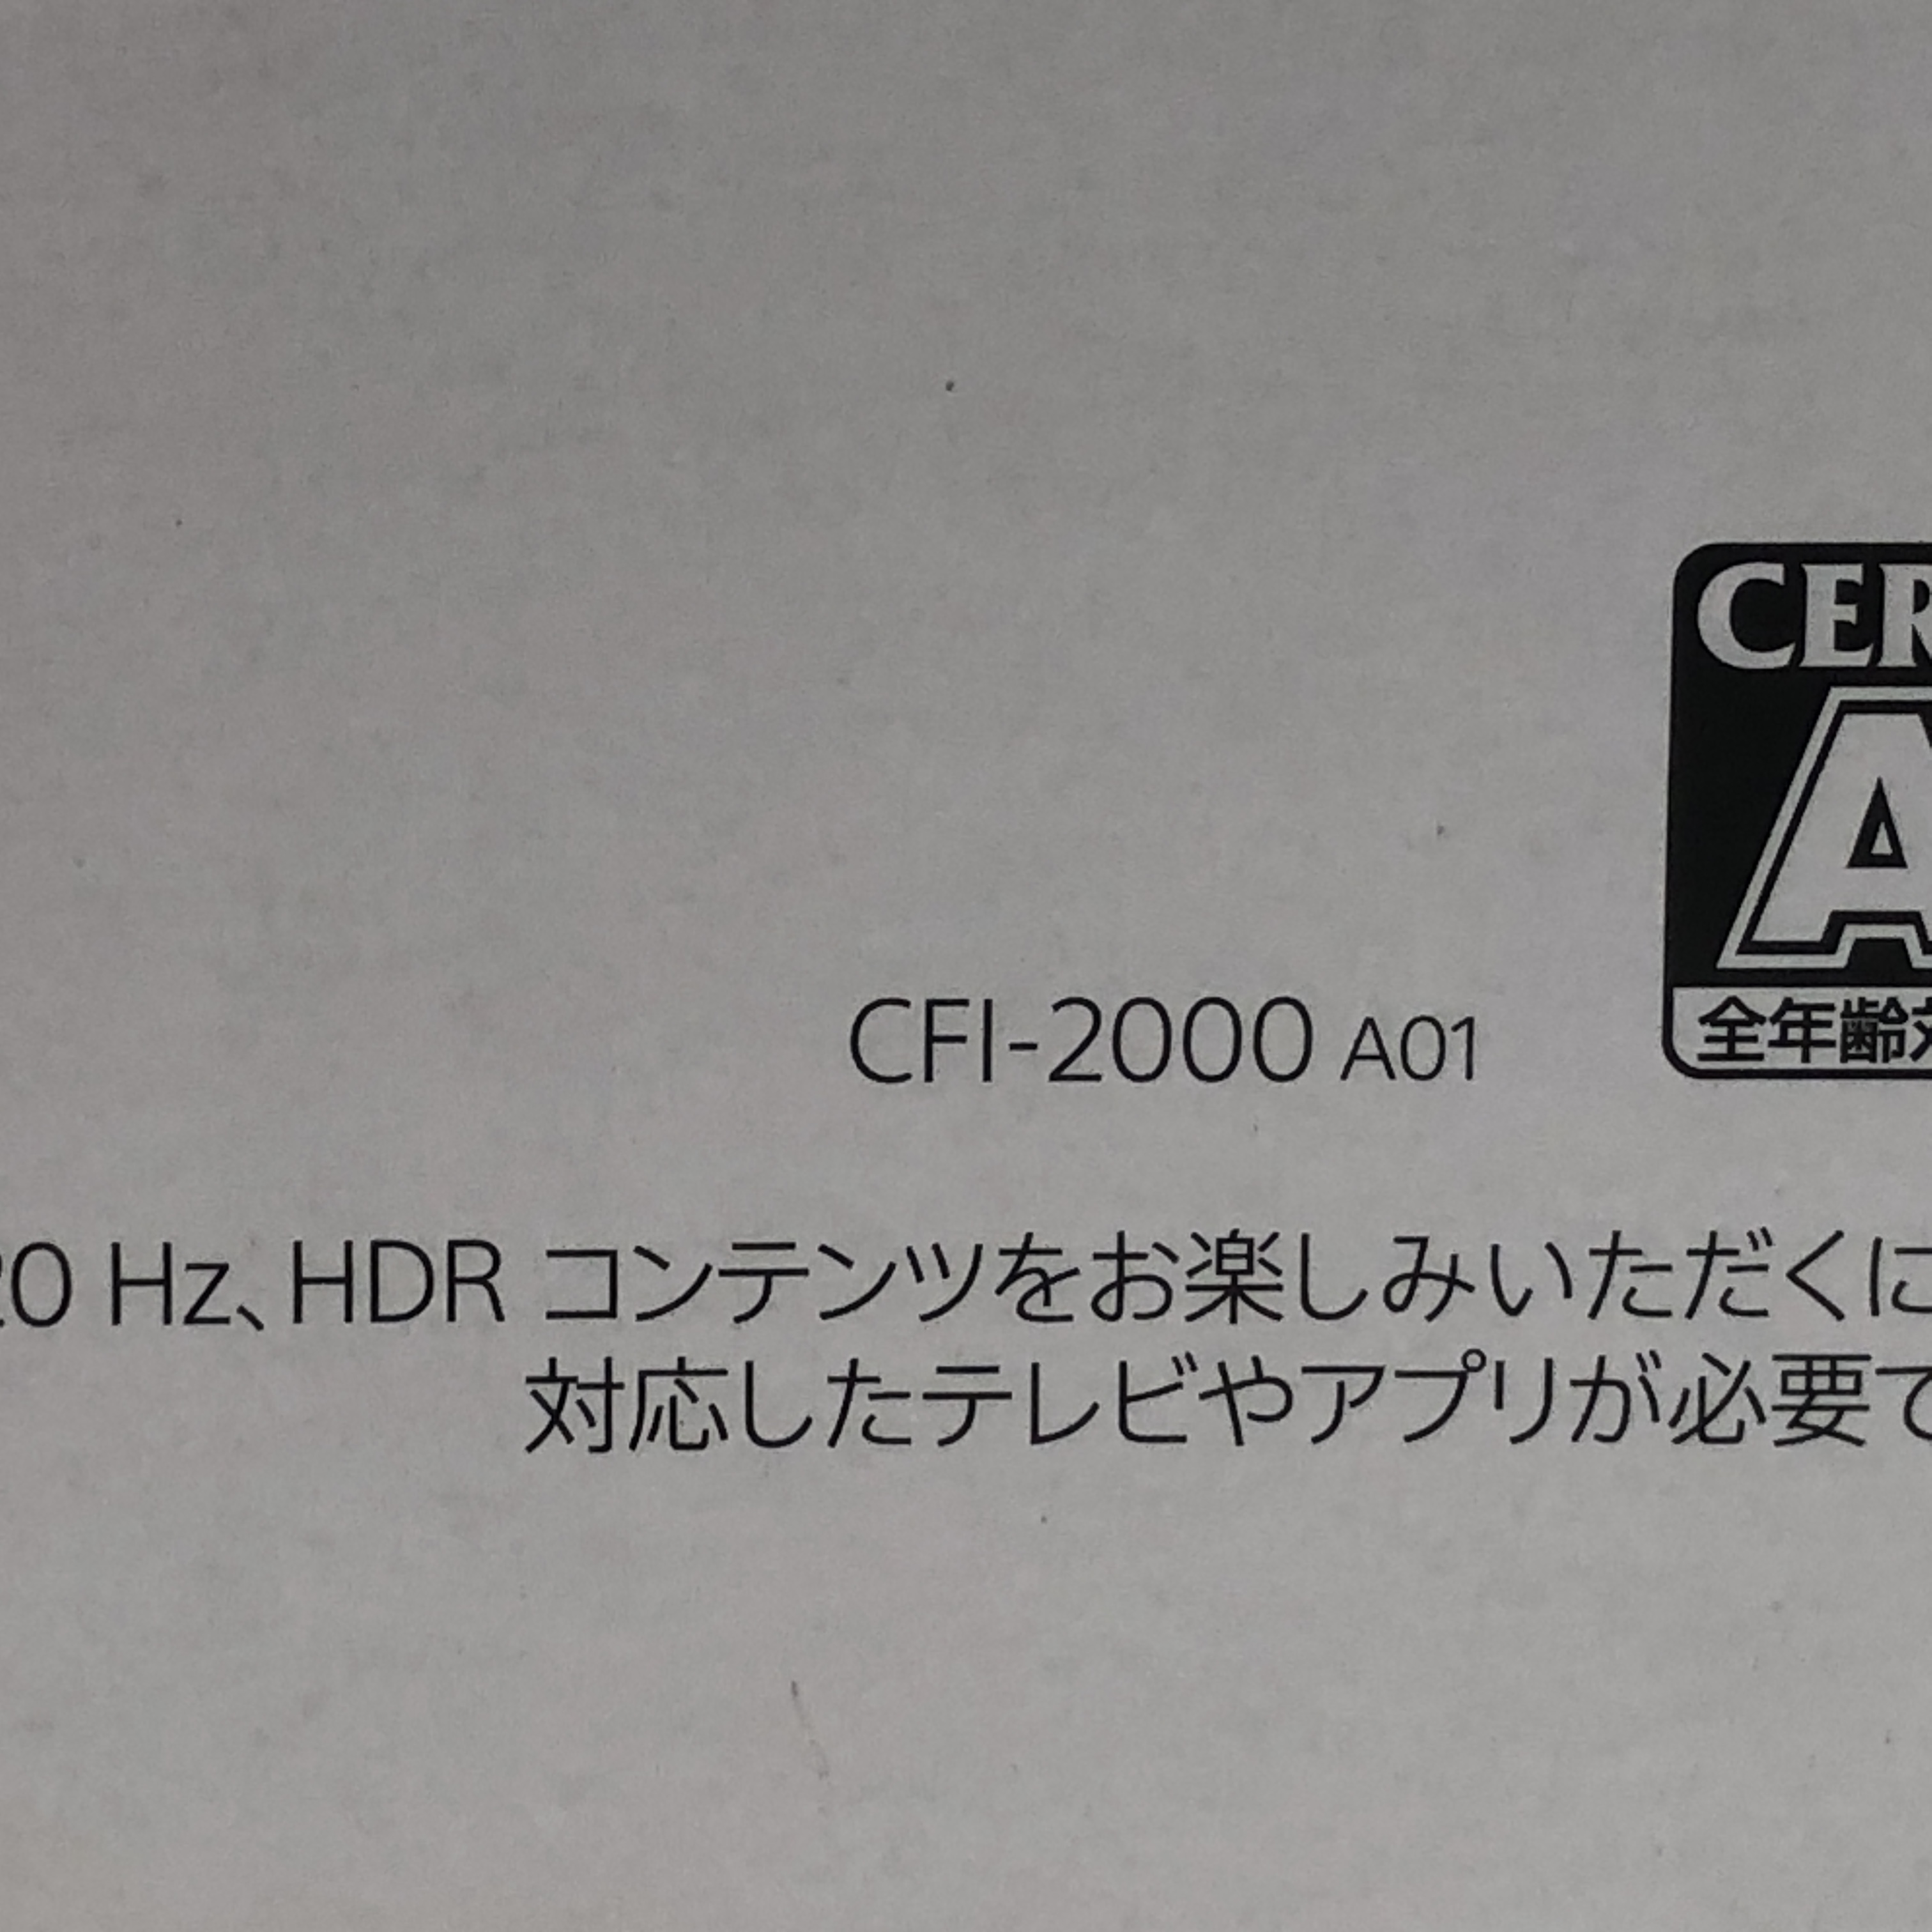 CER
A
全年齢対
CFI-2000 A01
20 Hz、HDR コンテンツをお楽しみいただくに
対応したテレビやアプリが必要で